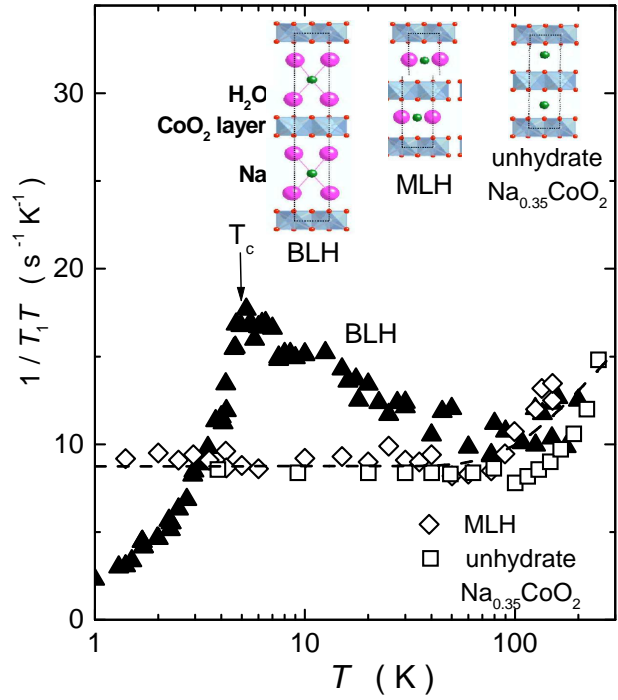 30
20
10
0
1
10
100
1 / T₁T ( s⁻¹ K⁻¹ )
T ( K )
H₂O
CoO₂ layer
Na
BLH
MLH
unhydrate
Na₀.₃₅CoO₂
T_c
BLH
MLH
unhydrate
Na₀.₃₅CoO₂